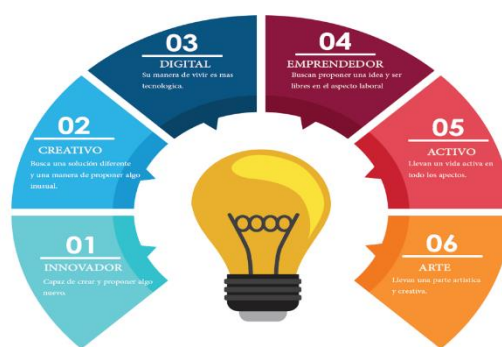 01
INNOVADOR
Capaz de crear y proponer algo
nuevo.
02
CREATIVO
Busca una solución diferente
y una manera de proponer algo
inusual.
03
DIGITAL
Su manera de vivir es mas
tecnologica.
04
EMPRENDEDOR
Buscan proponer una idea y ser
libres en el aspecto laboral
05
ACTIVO
Llevan un vida activa en
todo los apectos.
06
ARTE
Llevan una parte artística
y creativa.